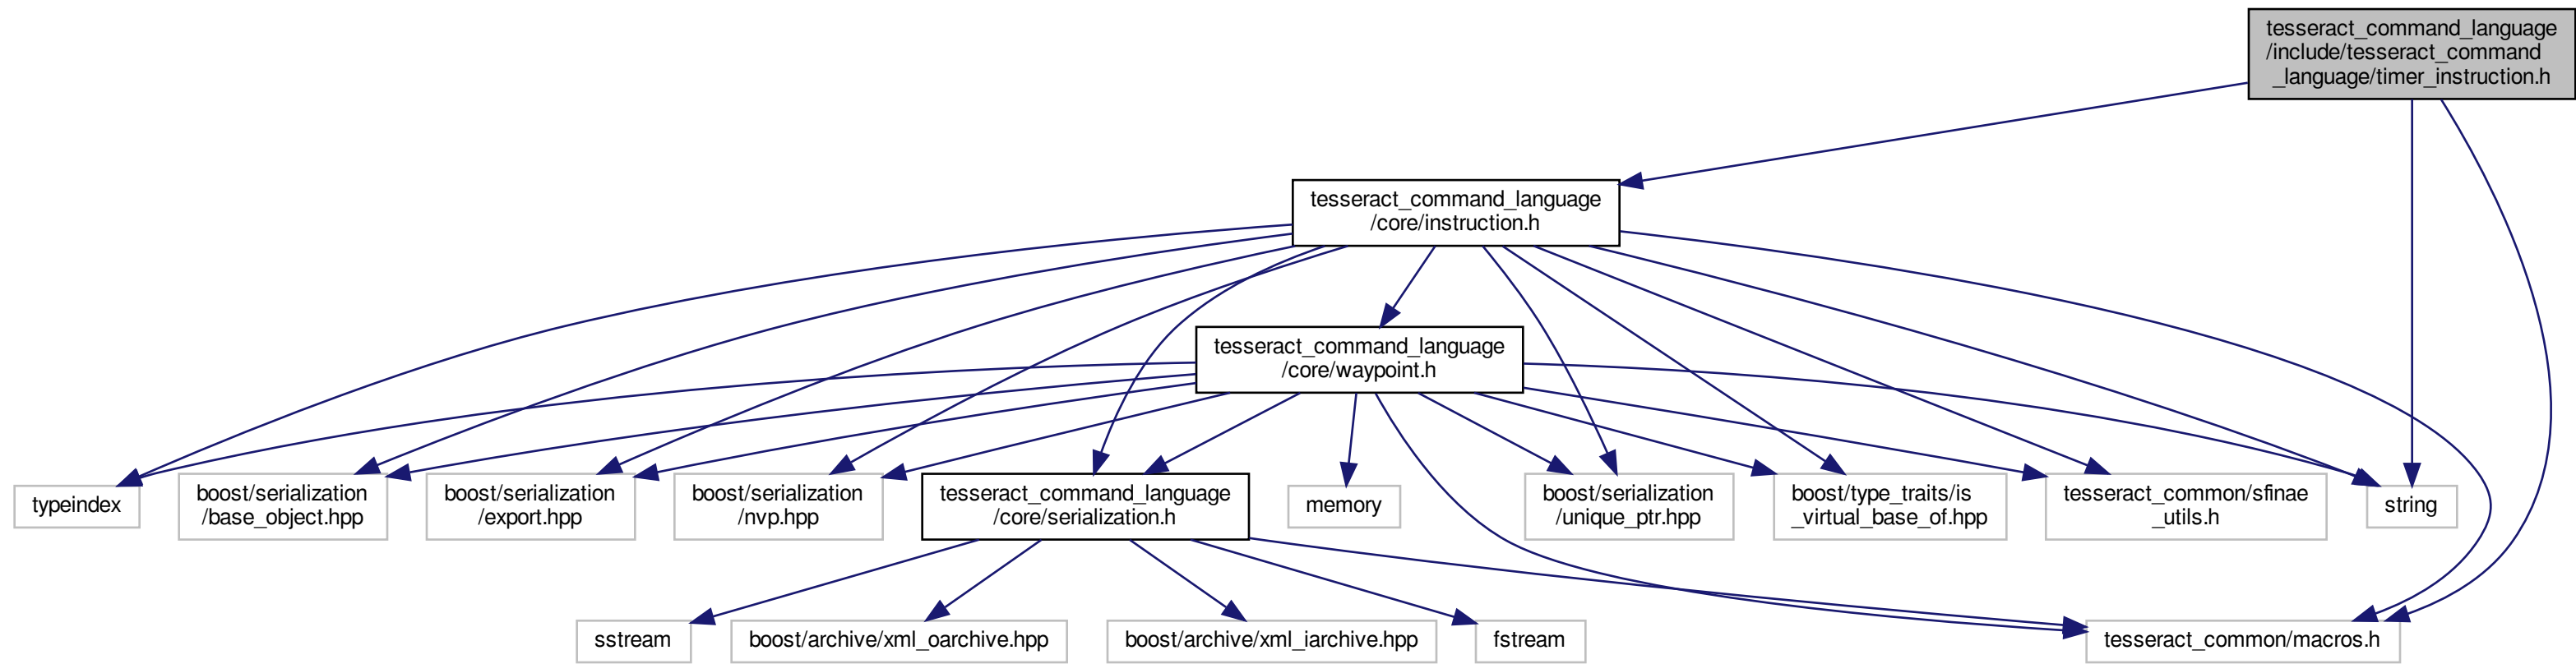 tesseract_command_language
/include/tesseract_command
_language/timer_instruction.h
tesseract_command_language
/core/instruction.h
tesseract_command_language
/core/waypoint.h
typeindex
boost/serialization
/base_object.hpp
boost/serialization
/export.hpp
boost/serialization
/nvp.hpp
tesseract_command_language
/core/serialization.h
memory
boost/serialization
/unique_ptr.hpp
boost/type_traits/is
_virtual_base_of.hpp
tesseract_common/sfinae
_utils.h
string
sstream
boost/archive/xml_oarchive.hpp
boost/archive/xml_iarchive.hpp
fstream
tesseract_common/macros.h